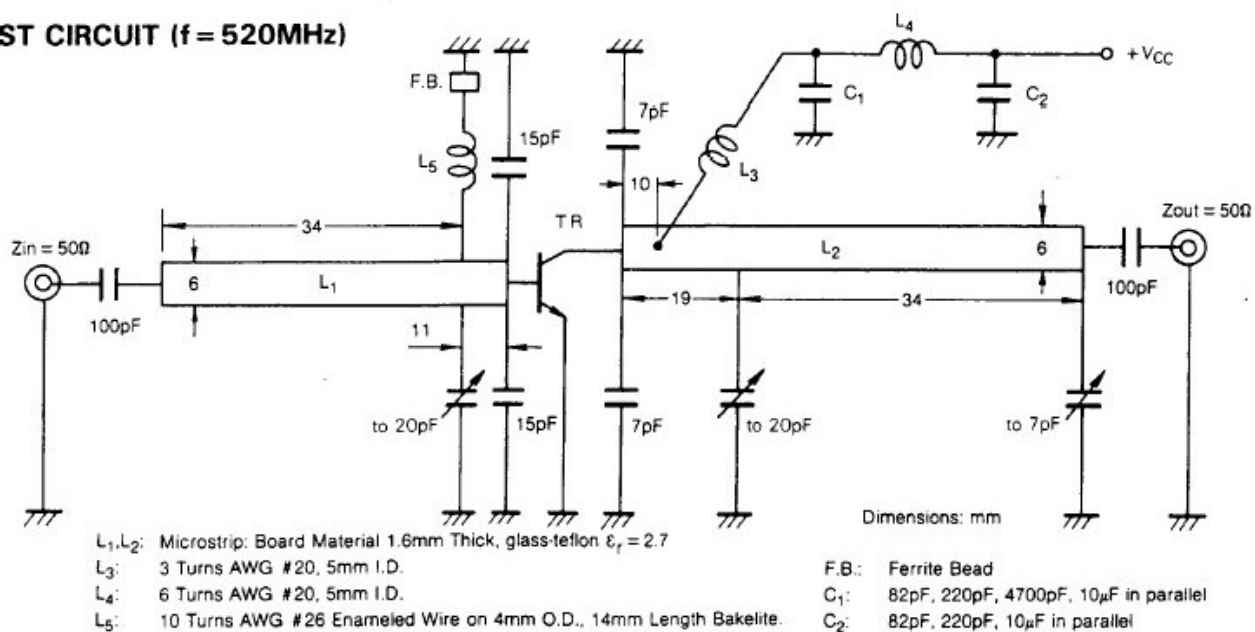 ST CIRCUIT (f = 520MHz)
L4
+VCC
F.B.
C1
C2
7pF
15pF
L5
L3
10
34
TR
Zin = 50Ω
Zout = 50Ω
6
L1
L2
6
100pF
19
34
100pF
11
to 20pF
15pF
7pF
to 20pF
to 7pF
Dimensions: mm
L1,L2: Microstrip: Board Material 1.6mm Thick, glass-teflon εr = 2.7
L3: 3 Turns AWG #20, 5mm I.D.
L4: 6 Turns AWG #20, 5mm I.D.
L5: 10 Turns AWG #26 Enameled Wire on 4mm O.D., 14mm Length Bakelite.
F.B.: Ferrite Bead
C1: 82pF, 220pF, 4700pF, 10μF in parallel
C2: 82pF, 220pF, 10μF in parallel